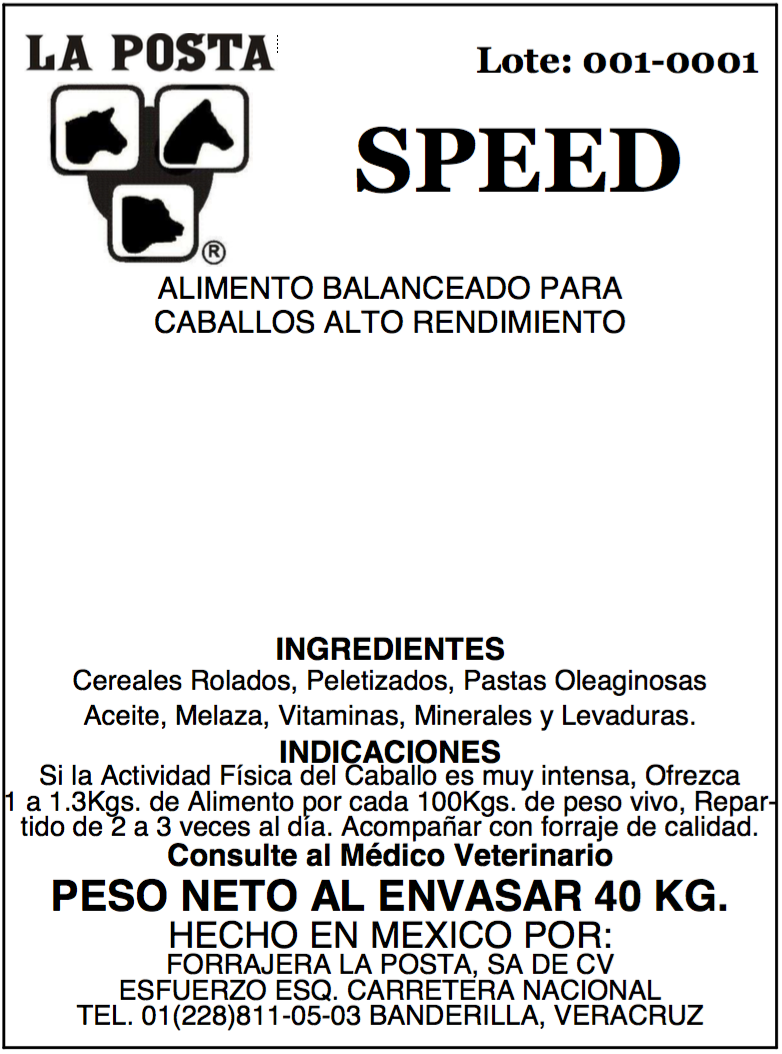 LA POSTA
Lote: 001-0001
SPEED
®
ALIMENTO BALANCEADO PARA
CABALLOS ALTO RENDIMIENTO
INGREDIENTES
Cereales Rolados, Peletizados, Pastas Oleaginosas
Aceite, Melaza, Vitaminas, Minerales y Levaduras.
INDICACIONES
Si la Actividad Física del Caballo es muy intensa, Ofrezca
1 a 1.3Kgs. de Alimento por cada 100Kgs. de peso vivo, Repar-
tido de 2 a 3 veces al día. Acompañar con forraje de calidad.
Consulte al Médico Veterinario
PESO NETO AL ENVASAR 40 KG.
HECHO EN MEXICO POR:
FORRAJERA LA POSTA, SA DE CV
ESFUERZO ESQ. CARRETERA NACIONAL
TEL. 01(228)811-05-03 BANDERILLA, VERACRUZ